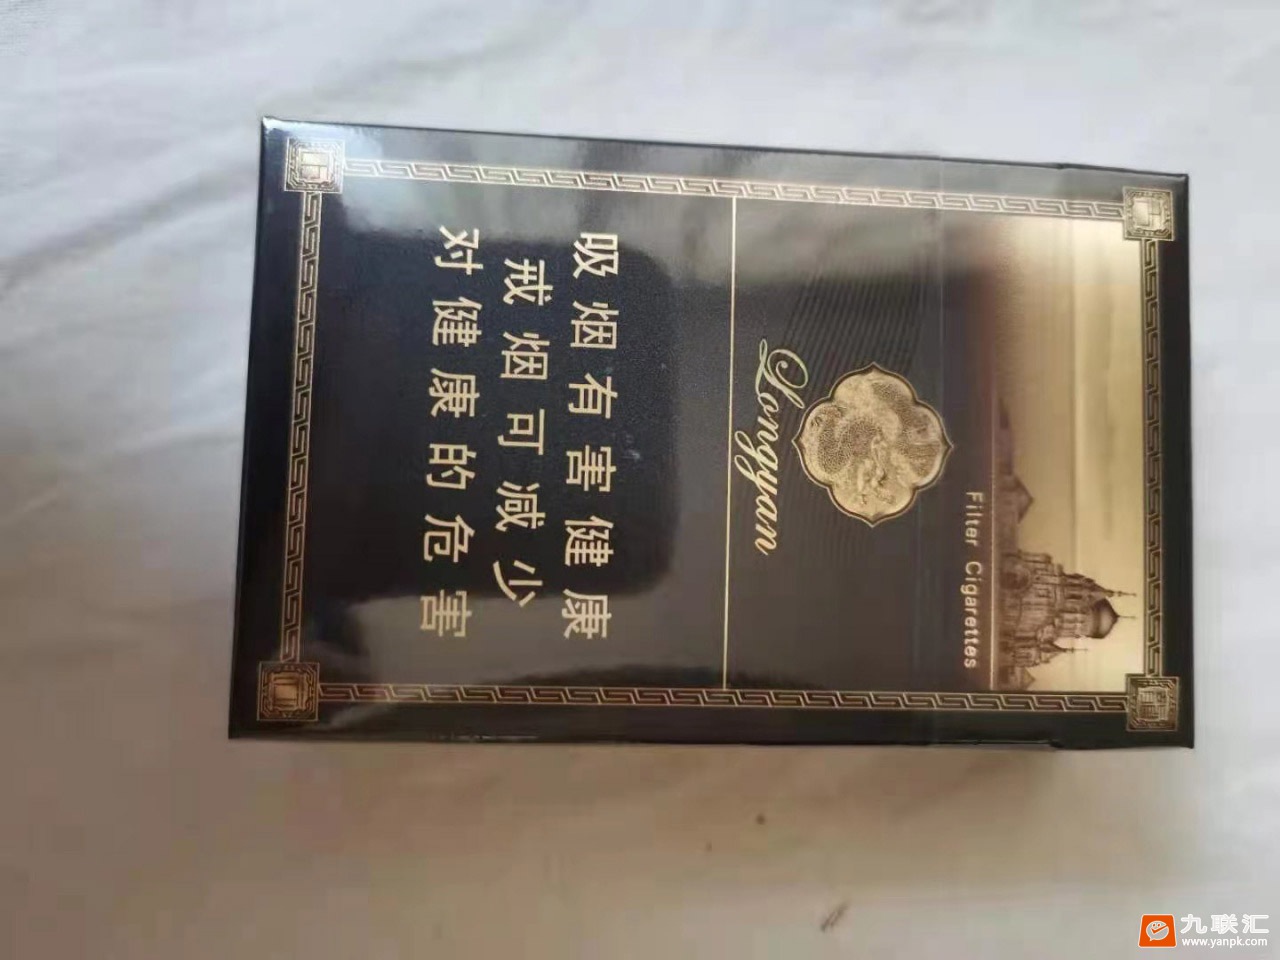 Filter Cigarettes
Longyan
吸烟有害健康
戒烟可减少
对健康的危害
九联汇
www.yanpk.com